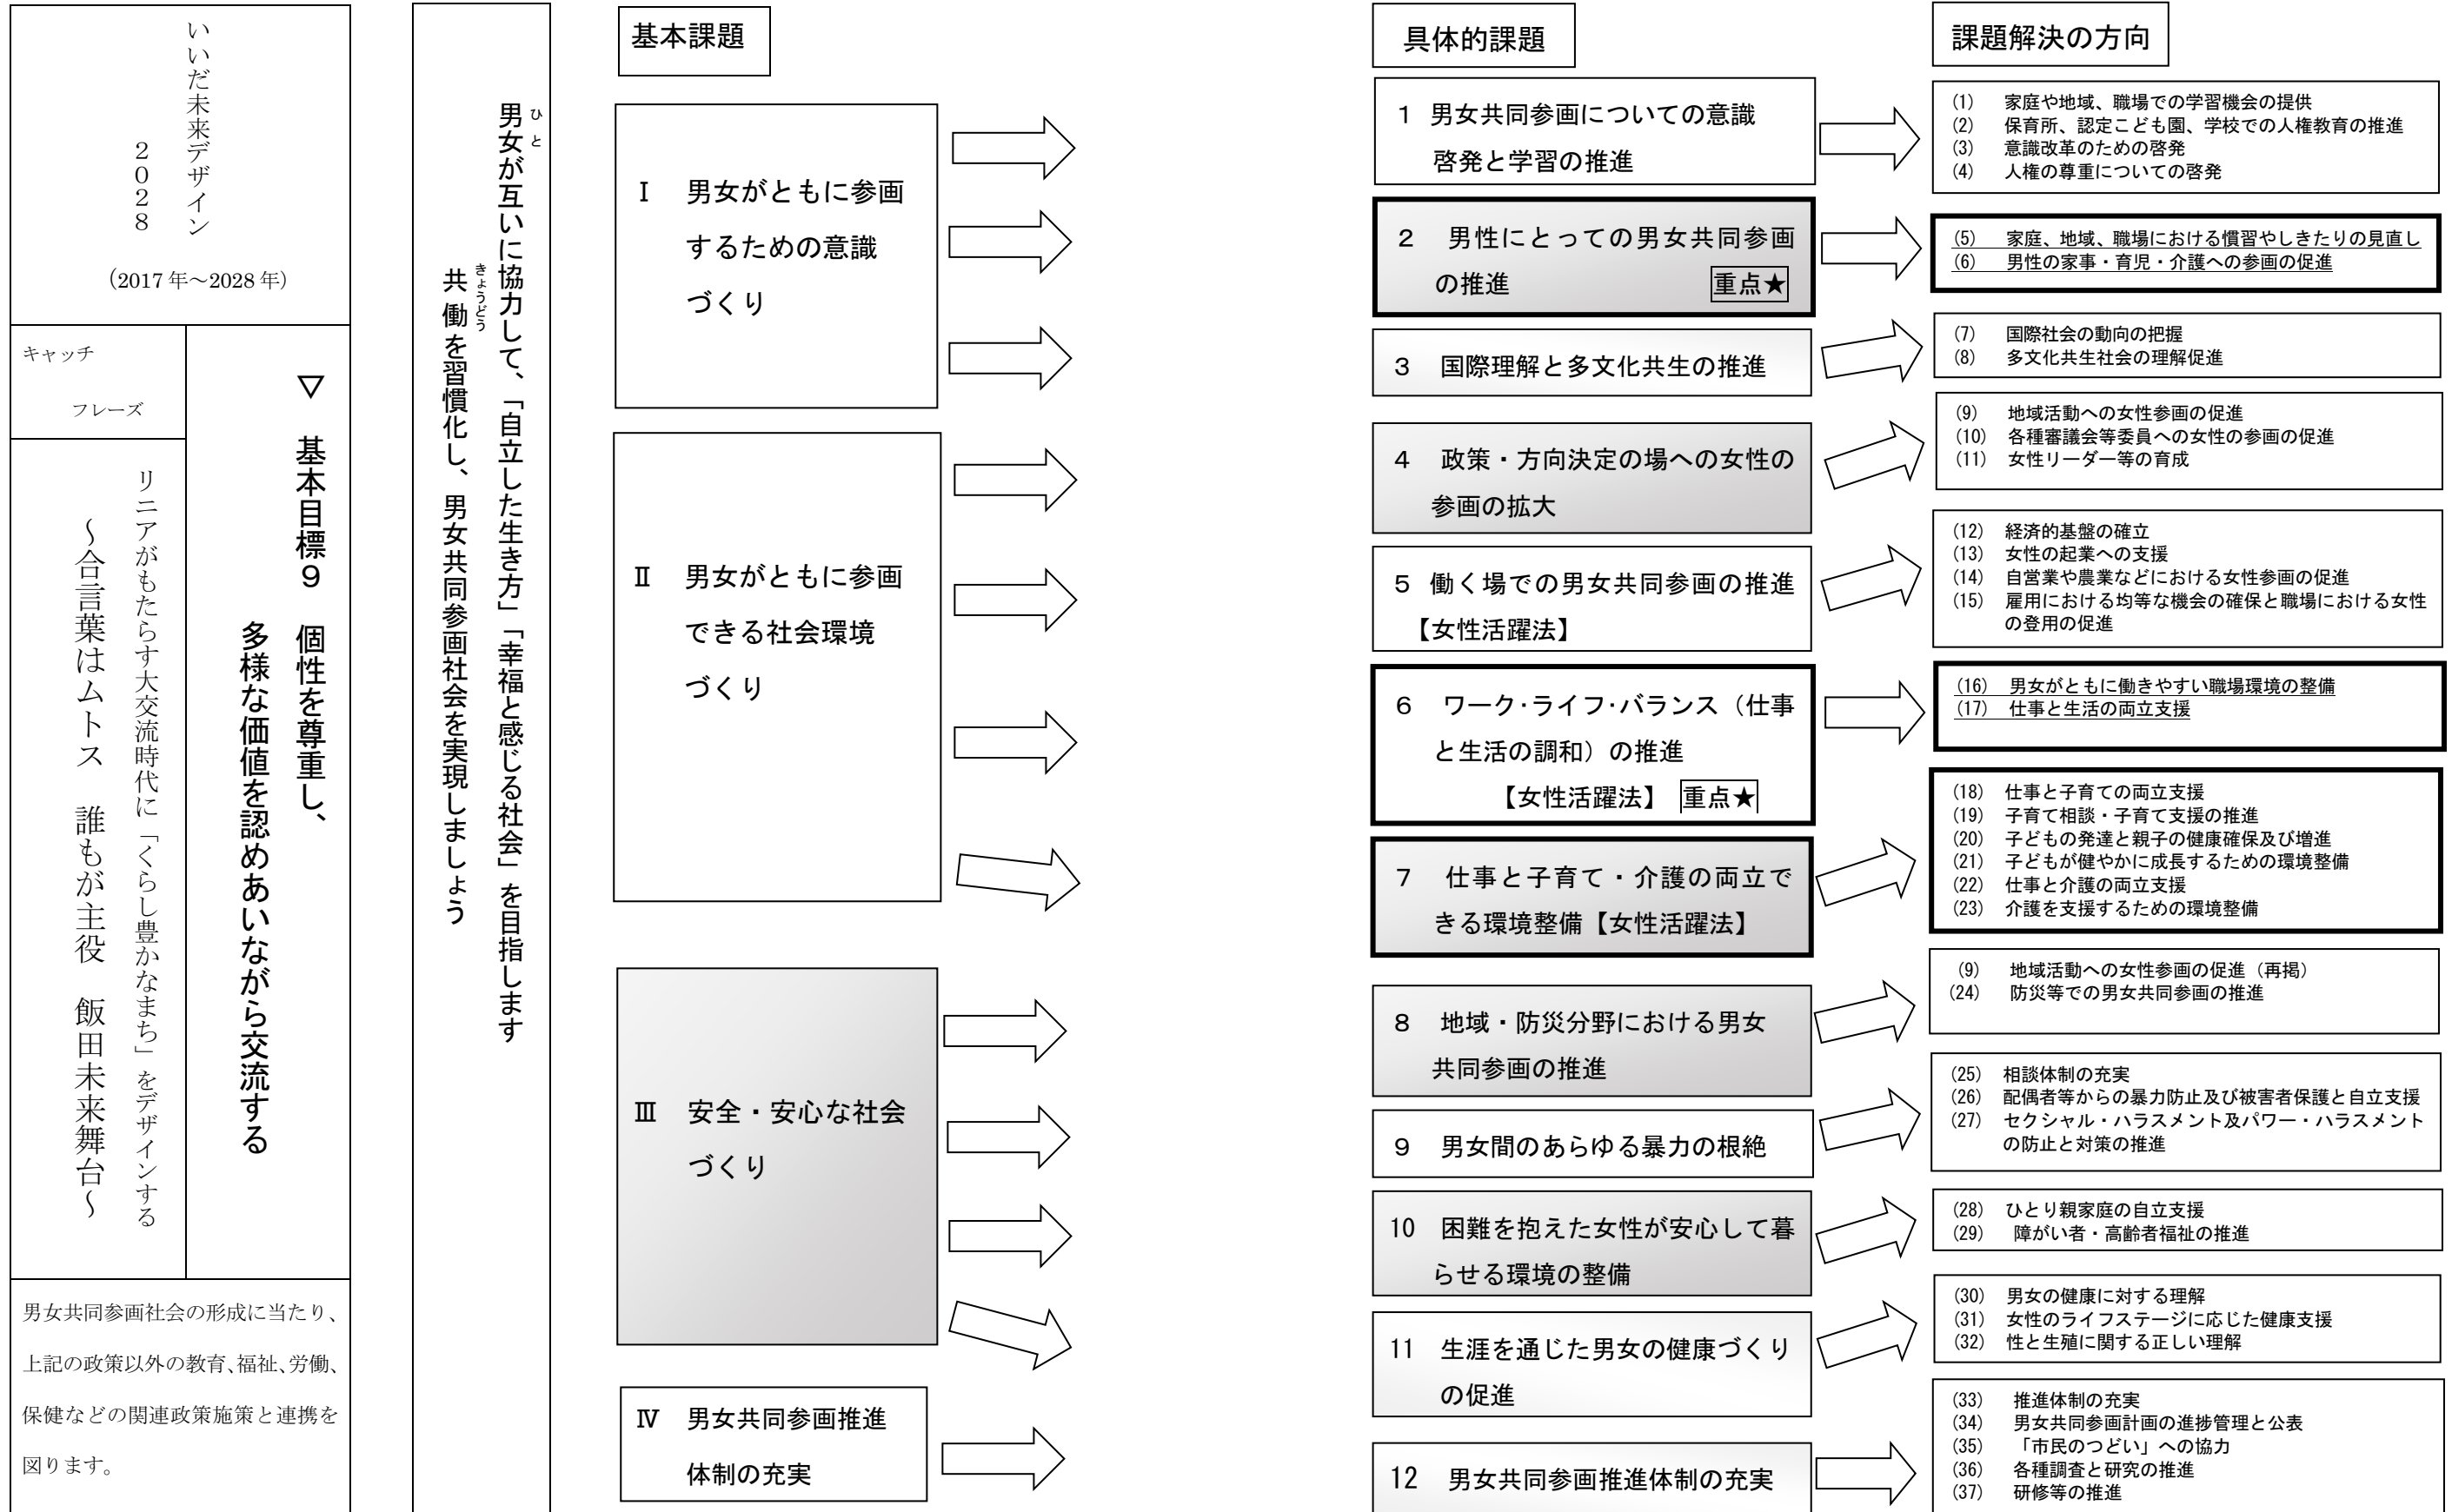 いいだ未来デザイン
2028
（2017年～2028年）
キャッチ
フレーズ
▽ 基本目標９ 個性を尊重し、
多様な価値を認めあいながら交流する
リニアがもたらす大交流時代に「くらし豊かなまち」をデザインする
～合言葉はムトス 誰もが主役 飯田未来舞台～
男女共同参画社会の形成に当たり、
上記の政策以外の教育、福祉、労働、
保健などの関連政策施策と連携を
図ります。
ひと
男女が互いに協力して、「自立した生き方」「幸福と感じる社会」を目指します
きょうどう
共働を習慣化し、男女共同参画社会を実現しましょう
基本課題
Ⅰ 男女がともに参画
するための意識
づくり
Ⅱ 男女がともに参画
できる社会環境
づくり
Ⅲ 安全・安心な社会
づくり
Ⅳ 男女共同参画推進
体制の充実
具体的課題
1 男女共同参画についての意識
啓発と学習の推進
2 男性にとっての男女共同参画
の推進 重点★
3 国際理解と多文化共生の推進
4 政策・方向決定の場への女性の
参画の拡大
5 働く場での男女共同参画の推進
【女性活躍法】
6 ワーク・ライフ・バランス（仕事
と生活の調和）の推進
【女性活躍法】 重点★
7 仕事と子育て・介護の両立で
きる環境整備【女性活躍法】
8 地域・防災分野における男女
共同参画の推進
9 男女間のあらゆる暴力の根絶
10 困難を抱えた女性が安心して暮
らせる環境の整備
11 生涯を通じた男女の健康づくり
の促進
12 男女共同参画推進体制の充実
課題解決の方向
(1) 家庭や地域、職場での学習機会の提供
(2) 保育所、認定こども園、学校での人権教育の推進
(3) 意識改革のための啓発
(4) 人権の尊重についての啓発
(5) 家庭、地域、職場における慣習やしきたりの見直し
(6) 男性の家事・育児・介護への参画の促進
(7) 国際社会の動向の把握
(8) 多文化共生社会の理解促進
(9) 地域活動への女性参画の促進
(10) 各種審議会等委員への女性の参画の促進
(11) 女性リーダー等の育成
(12) 経済的基盤の確立
(13) 女性の起業への支援
(14) 自営業や農業などにおける女性参画の促進
(15) 雇用における均等な機会の確保と職場における女性
の登用の促進
(16) 男女がともに働きやすい職場環境の整備
(17) 仕事と生活の両立支援
(18) 仕事と子育ての両立支援
(19) 子育て相談・子育て支援の推進
(20) 子どもの発達と親子の健康確保及び増進
(21) 子どもが健やかに成長するための環境整備
(22) 仕事と介護の両立支援
(23) 介護を支援するための環境整備
(9) 地域活動への女性参画の促進（再掲）
(24) 防災等での男女共同参画の推進
(25) 相談体制の充実
(26) 配偶者等からの暴力防止及び被害者保護と自立支援
(27) セクシャル・ハラスメント及パワー・ハラスメント
の防止と対策の推進
(28) ひとり親家庭の自立支援
(29) 障がい者・高齢者福祉の推進
(30) 男女の健康に対する理解
(31) 女性のライフステージに応じた健康支援
(32) 性と生殖に関する正しい理解
(33) 推進体制の充実
(34) 男女共同参画計画の進捗管理と公表
(35) 「市民のつどい」への協力
(36) 各種調査と研究の推進
(37) 研修等の推進